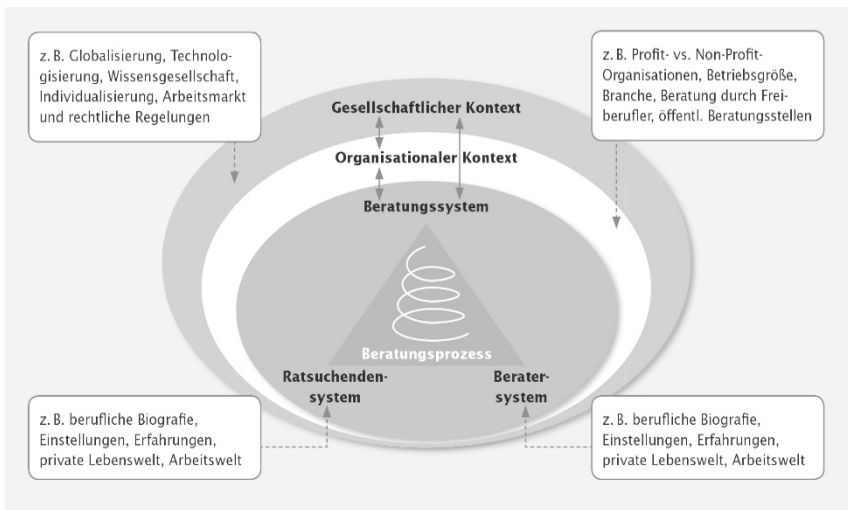 z. B. Globalisierung, Technolo-
gisierung, Wissensgesellschaft,
Individualisierung, Arbeitsmarkt
und rechtliche Regelungen
z. B. Profit- vs. Non-Profit-
Organisationen, Betriebsgröße,
Branche, Beratung durch Frei-
berufler, öffentl. Beratungsstellen
Gesellschaftlicher Kontext
Organisationaler Kontext
Beratungssystem
Beratungsprozess
Ratsuchenden-
system
Berater-
system
z. B. berufliche Biografie,
Einstellungen, Erfahrungen,
private Lebenswelt, Arbeitswelt
z. B. berufliche Biografie,
Einstellungen, Erfahrungen,
private Lebenswelt, Arbeitswelt